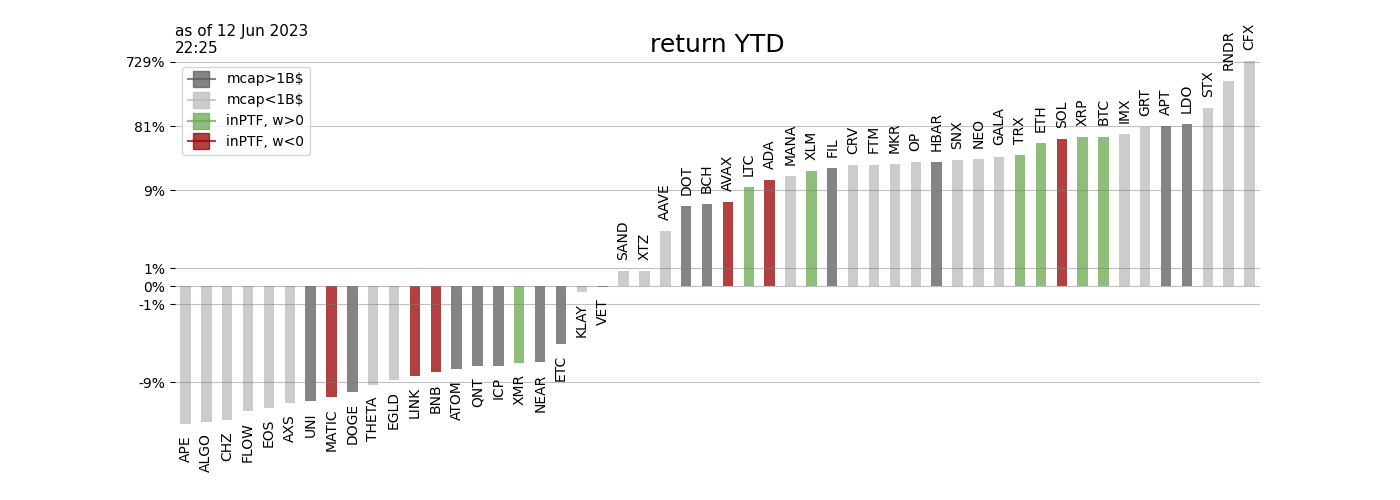 as of 12 Jun 2023
22:25
return YTD
729%
81%
9%
1%
0%
-1%
-9%
mcap>1B$
mcap<1B$
inPTF, w>0
inPTF, w<0
APE
ALGO
CHZ
FLOW
EOS
AXS
UNI
MATIC
DOGE
THETA
EGLD
LINK
BNB
ATOM
QNT
ICP
XMR
NEAR
ETC
KLAY
VET
SAND
XTZ
AAVE
DOT
BCH
AVAX
LTC
ADA
MANA
XLM
FIL
CRV
FTM
MKR
OP
HBAR
SNX
NEO
GALA
TRX
ETH
SOL
XRP
BTC
IMX
GRT
APT
LDO
STX
RNDR
CFX